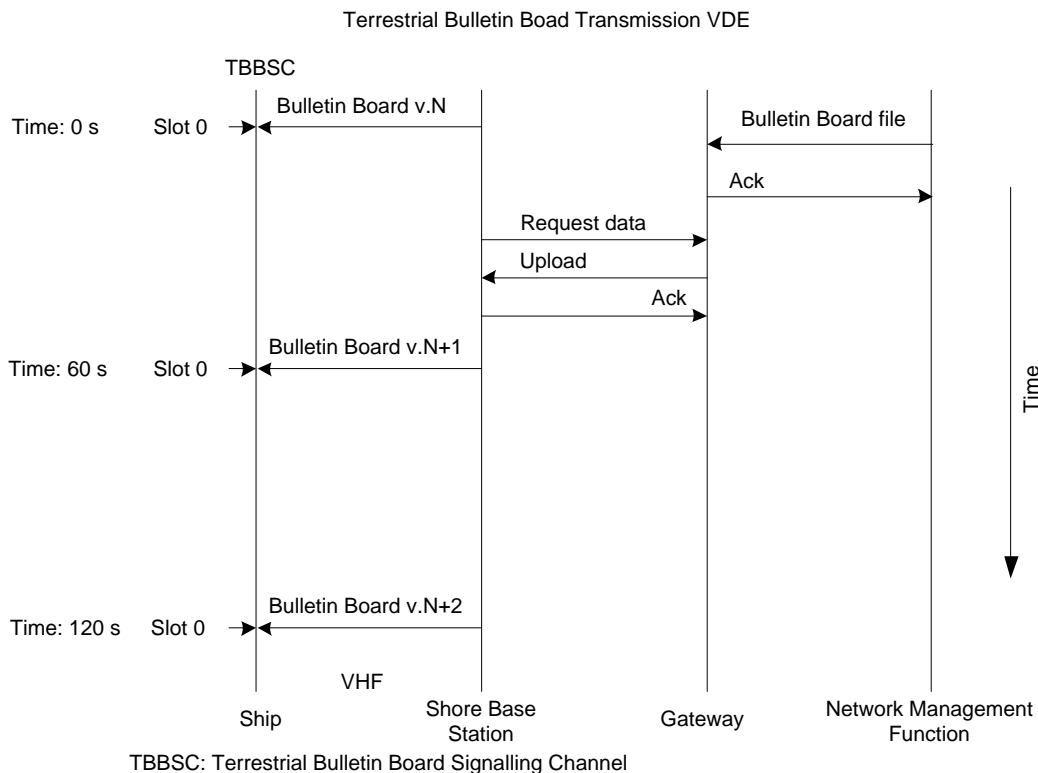 Terrestrial Bulletin Boad Transmission VDE
TBBSC
Bulletin Board v.N
Time: 0 s
Slot 0
Bulletin Board file
Ack
Request data
Upload
Ack
Bulletin Board v.N+1
Time: 60 s
Slot 0
Time
Bulletin Board v.N+2
Time: 120 s
Slot 0
VHF
Ship
Shore Base
Station
Gateway
Network Management
Function
TBBSC: Terrestrial Bulletin Board Signalling Channel